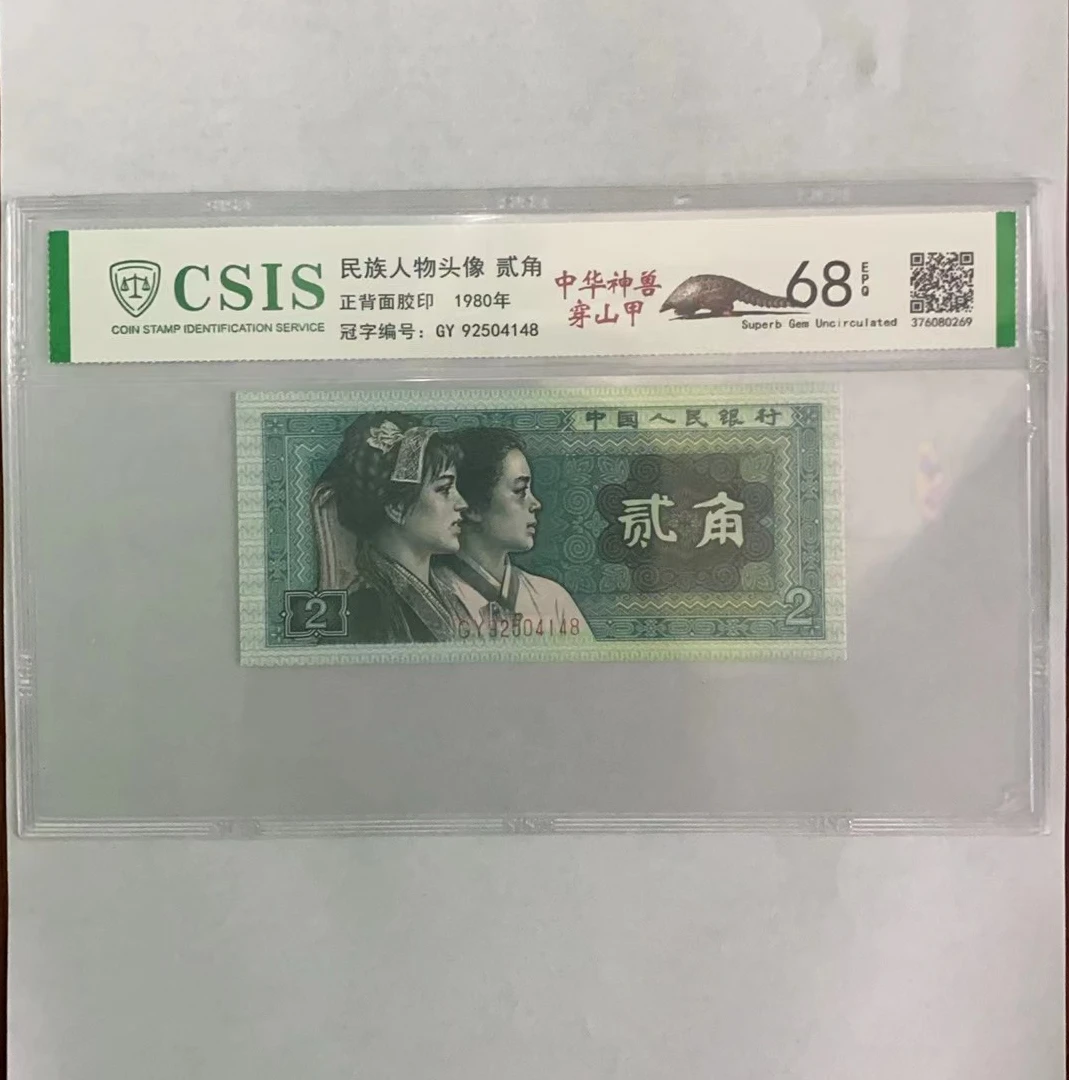 CSIS
COIN STAMP IDENTIFICATION SERVICE
民族人物头像 贰角
正背面胶印 1980年
冠字编号：GY 92504148
中华神兽
穿山甲
68
EPQ
Superb Gem Uncirculated
376080269
中国人民银行
贰角
2
2
GY92504148